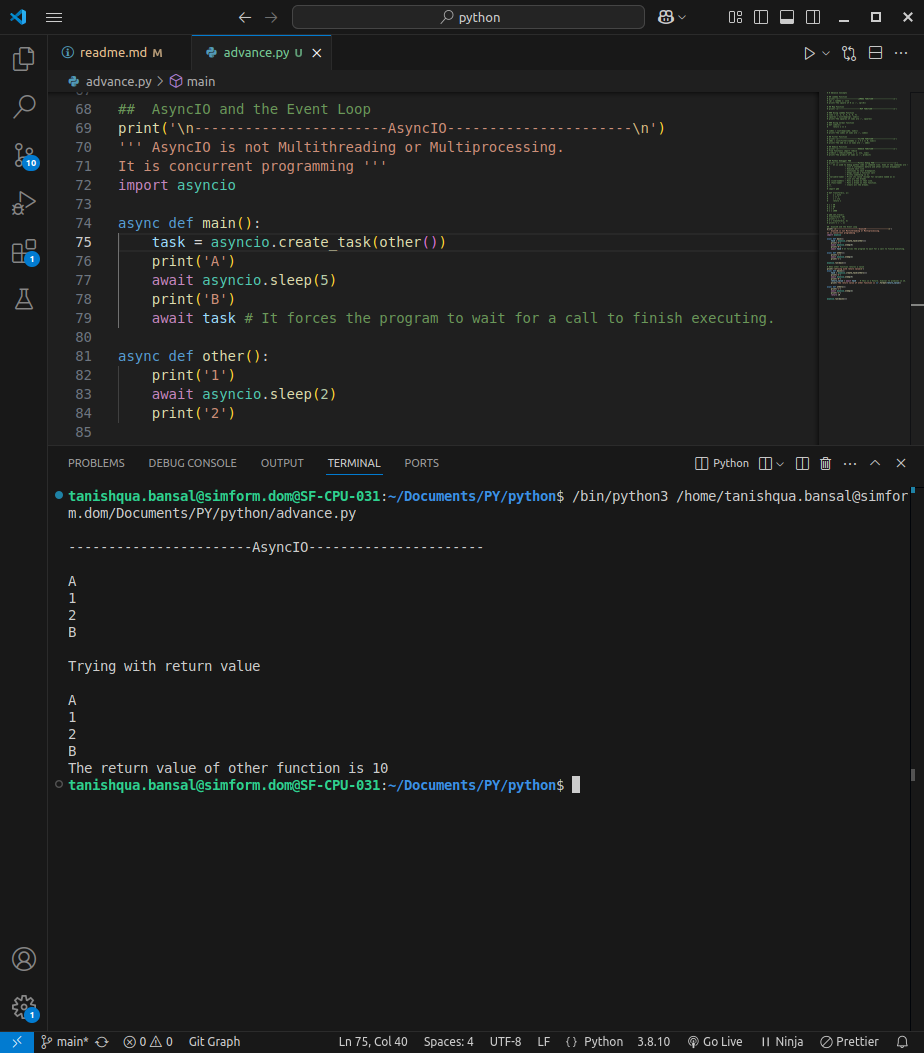 python
readme.md M
advance.py U
advance.py > main
68 ## AsyncIO and the Event Loop
69 print('\n-----------------------AsyncIO----------------------\n')
70 ''' AsyncIO is not Multithreading or Multiprocessing.
71 It is concurrent programming '''
72 import asyncio
73
74 async def main():
75     task = asyncio.create_task(other())
76     print('A')
77     await asyncio.sleep(5)
78     print('B')
79     await task # It forces the program to wait for a call to finish executing.
80
81 async def other():
82     print('1')
83     await asyncio.sleep(2)
84     print('2')
85
10
1
PROBLEMS DEBUG CONSOLE OUTPUT TERMINAL PORTS Python
tanishqua.bansal@simform.dom@SF-CPU-031:~/Documents/PY/python$ /bin/python3 /home/tanishqua.bansal@simfor
m.dom/Documents/PY/python/advance.py
-----------------------AsyncIO----------------------
A
1
2
B
Trying with return value
A
1
2
B
The return value of other function is 10
tanishqua.bansal@simform.dom@SF-CPU-031:~/Documents/PY/python$
1
main* 0 0 Git Graph Ln 75, Col 40 Spaces: 4 UTF-8 LF {} Python 3.8.10 Go Live Ninja Prettier